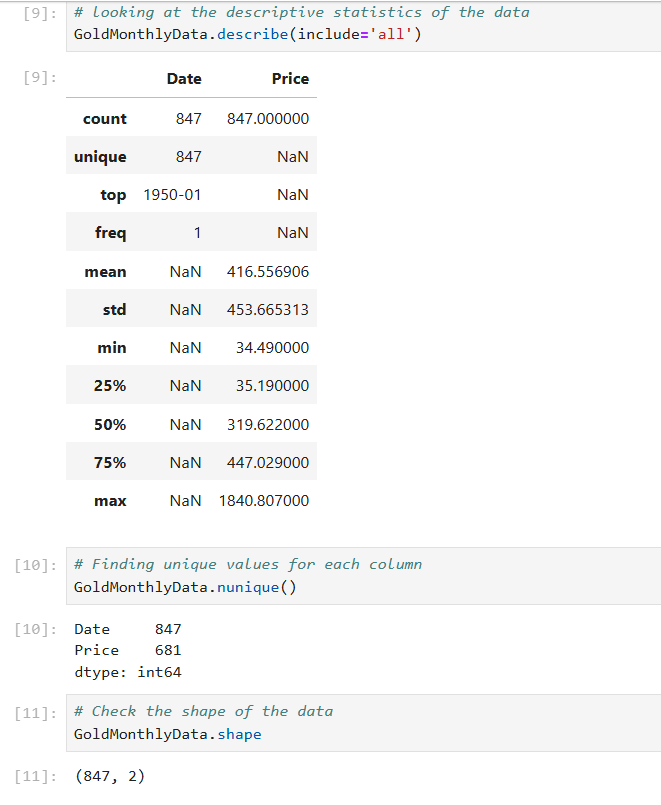 [9]: # looking at the descriptive statistics of the data
GoldMonthlyData.describe(include='all')
[9]:
Date Price
count 847 847.000000
unique 847 NaN
top 1950-01 NaN
freq 1 NaN
mean NaN 416.556906
std NaN 453.665313
min NaN 34.490000
25% NaN 35.190000
50% NaN 319.622000
75% NaN 447.029000
max NaN 1840.807000
[10]: # Finding unique values for each column
GoldMonthlyData.nunique()
[10]: Date 847
Price 681
dtype: int64
[11]: # Check the shape of the data
GoldMonthlyData.shape
[11]: (847, 2)